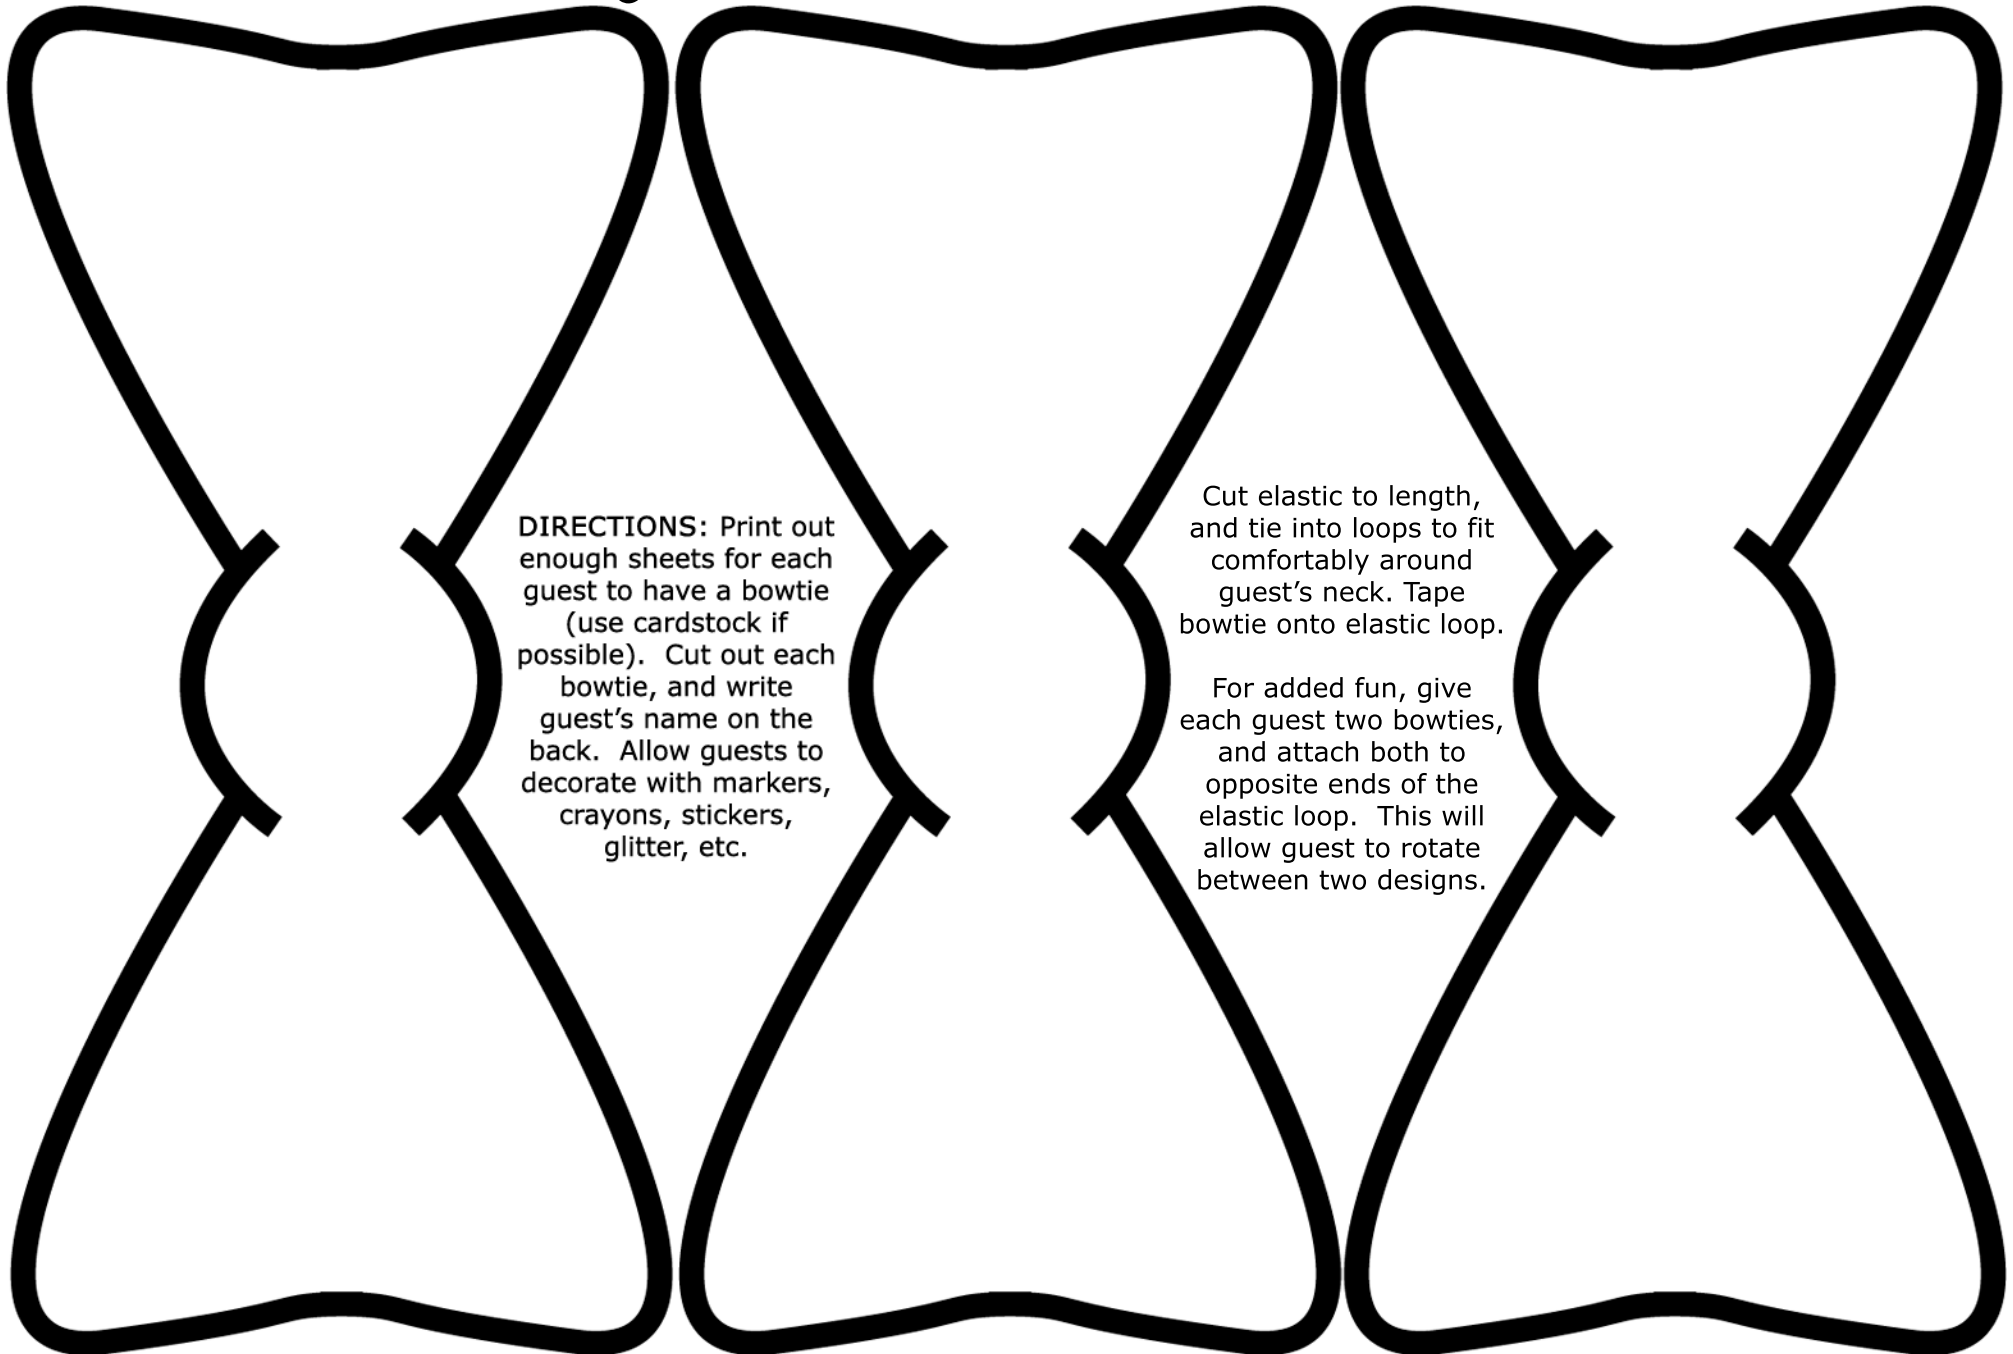 DIRECTIONS: Print out
enough sheets for each
guest to have a bowtie
(use cardstock if
possible).  Cut out each
bowtie, and write
guest’s name on the
back.  Allow guests to
decorate with markers,
crayons, stickers,
glitter, etc.
Cut elastic to length,
and tie into loops to fit
comfortably around
guest’s neck. Tape
bowtie onto elastic loop.
For added fun, give
each guest two bowties,
and attach both to
opposite ends of the
elastic loop.  This will
allow guest to rotate
between two designs.